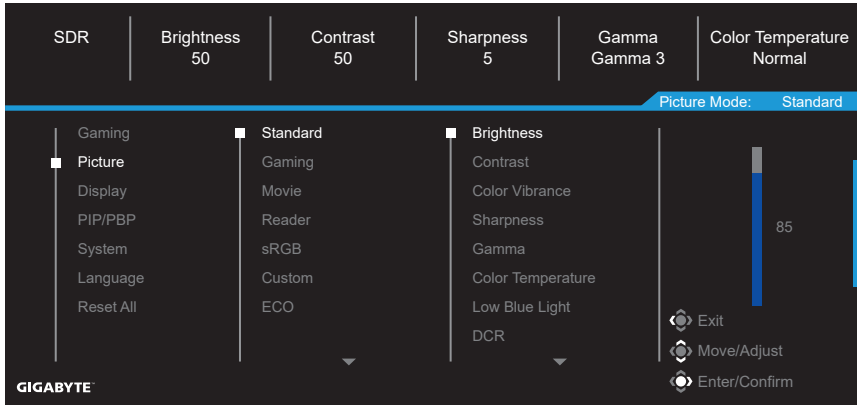 SDR
Brightness
50
Contrast
50
Sharpness
5
Gamma
Gamma 3
Color Temperature
Normal
Picture Mode: Standard
Gaming
Picture
Display
PIP/PBP
System
Language
Reset All
Standard
Gaming
Movie
Reader
sRGB
Custom
ECO
Brightness
Contrast
Color Vibrance
Sharpness
Gamma
Color Temperature
Low Blue Light
DCR
85
Exit
Move/Adjust
Enter/Confirm
GIGABYTE™